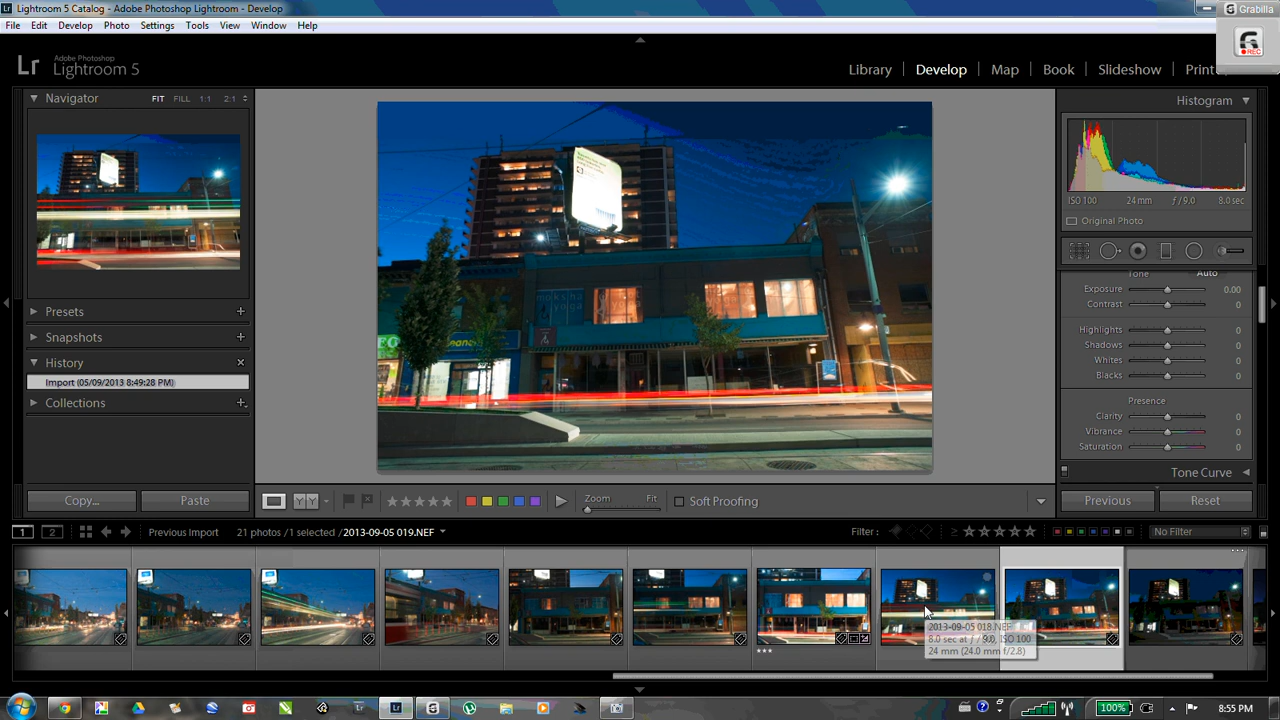 Lightroom 5 Catalog - Adobe Photoshop Lightroom - Develop
Grabilla
File Edit Develop Photo Settings Tools View Window Help
REC
Lr Adobe Photoshop
Lightroom 5
Library | Develop | Map | Book | Slideshow | Print
Navigator FIT FILL 1:1 2:1
Histogram
ISO 100 24 mm f / 9.0 8.0 sec
Original Photo
Tone Auto
Exposure 0.00
Contrast 0
Highlights 0
Shadows 0
Whites 0
Blacks 0
Presence
Clarity 0
Vibrance 0
Saturation 0
Tone Curve
Previous Reset
Presets
Snapshots
History
Import (05/09/2013 8:49:28 PM)
Collections
Copy... Paste
moksha
yoga
YY
Zoom Fit
Soft Proofing
1 2 Previous Import 21 photos / 1 selected / 2013-09-05 019.NEF
Filter : No Filter
2013-09-05 018.NEF
8.0 sec at f / 9.0, ISO 100
24 mm (24.0 mm f/2.8)
100%
8:55 PM